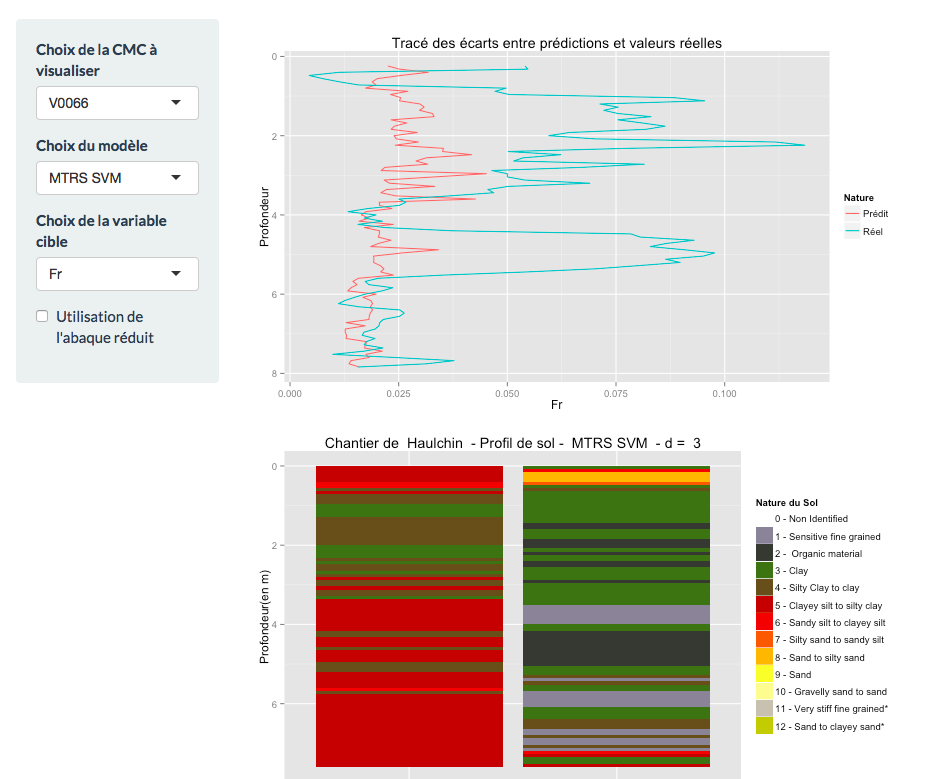 Choix de la CMC à
visualiser
V0066
Choix du modèle
MTRS SVM
Choix de la variable
cible
Fr
Utilisation de
l'abaque réduit
Tracé des écarts entre prédictions et valeurs réelles
Profondeur
0
2
4
6
8
0.000
0.025
0.050
0.075
0.100
Fr
Nature
Prédit
Réel
Chantier de Haulchin - Profil de sol - MTRS SVM - d = 3
Profondeur(en m)
0
2
4
6
Nature du Sol
0 - Non Identified
1 - Sensitive fine grained
2 - Organic material
3 - Clay
4 - Silty Clay to clay
5 - Clayey silt to silty clay
6 - Sandy silt to clayey silt
7 - Silty sand to sandy silt
8 - Sand to silty sand
9 - Sand
10 - Gravelly sand to sand
11 - Very stiff fine grained*
12 - Sand to clayey sand*